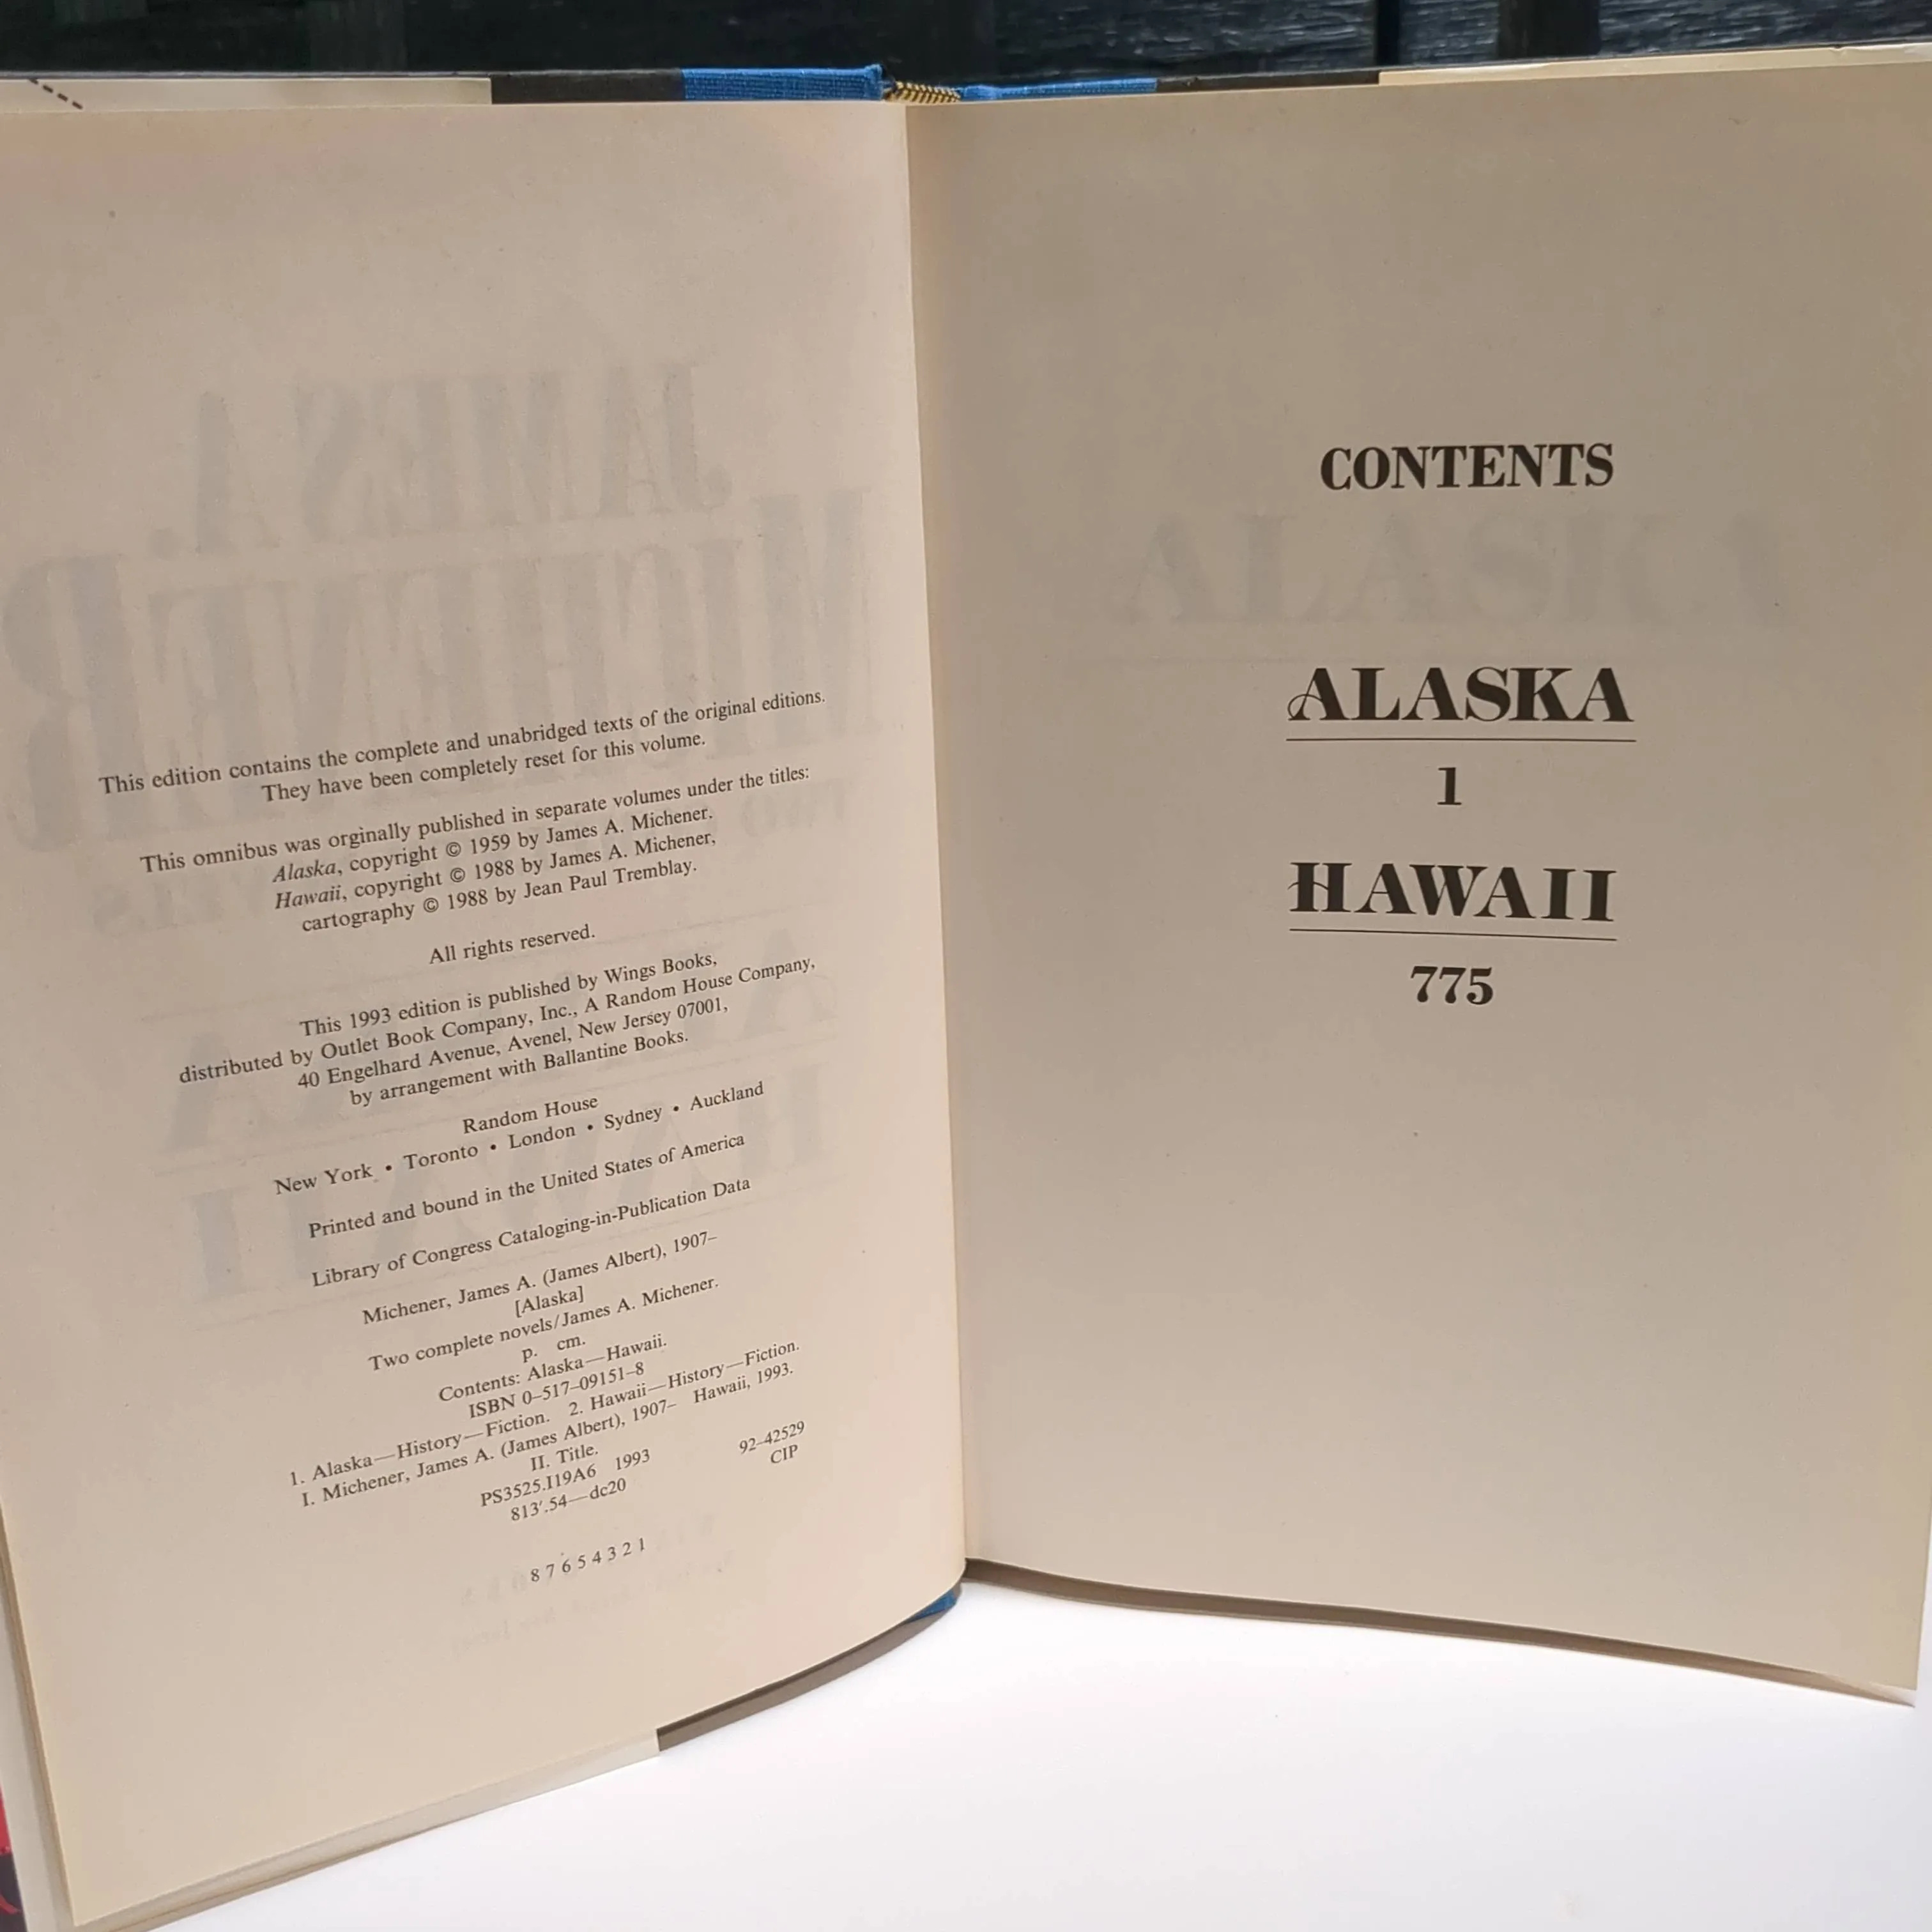 This edition contains the complete and unabridged texts of the original editions.
They have been completely reset for this volume.
This omnibus was orginally published in separate volumes under the titles:
Alaska, copyright © 1959 by James A. Michener.
Hawaii, copyright © 1988 by James A. Michener,
cartography © 1988 by Jean Paul Tremblay.
All rights reserved.
This 1993 edition is published by Wings Books,
distributed by Outlet Book Company, Inc., A Random House Company,
40 Engelhard Avenue, Avenel, New Jersey 07001,
by arrangement with Ballantine Books.
Random House
New York • Toronto • London • Sydney • Auckland
Printed and bound in the United States of America
Library of Congress Cataloging-in-Publication Data
Michener, James A. (James Albert), 1907–
[Alaska]
Two complete novels/James A. Michener.
p. cm.
Contents: Alaska—Hawaii.
ISBN 0–517–09151–8
1. Alaska—History—Fiction. 2. Hawaii—History—Fiction.
I. Michener, James A. (James Albert), 1907– Hawaii, 1993.
II. Title.
PS3525.I19A6 1993 92–42529
813'.54—dc20 CIP
8 7 6 5 4 3 2 1
CONTENTS
ALASKA
1
HAWAII
775